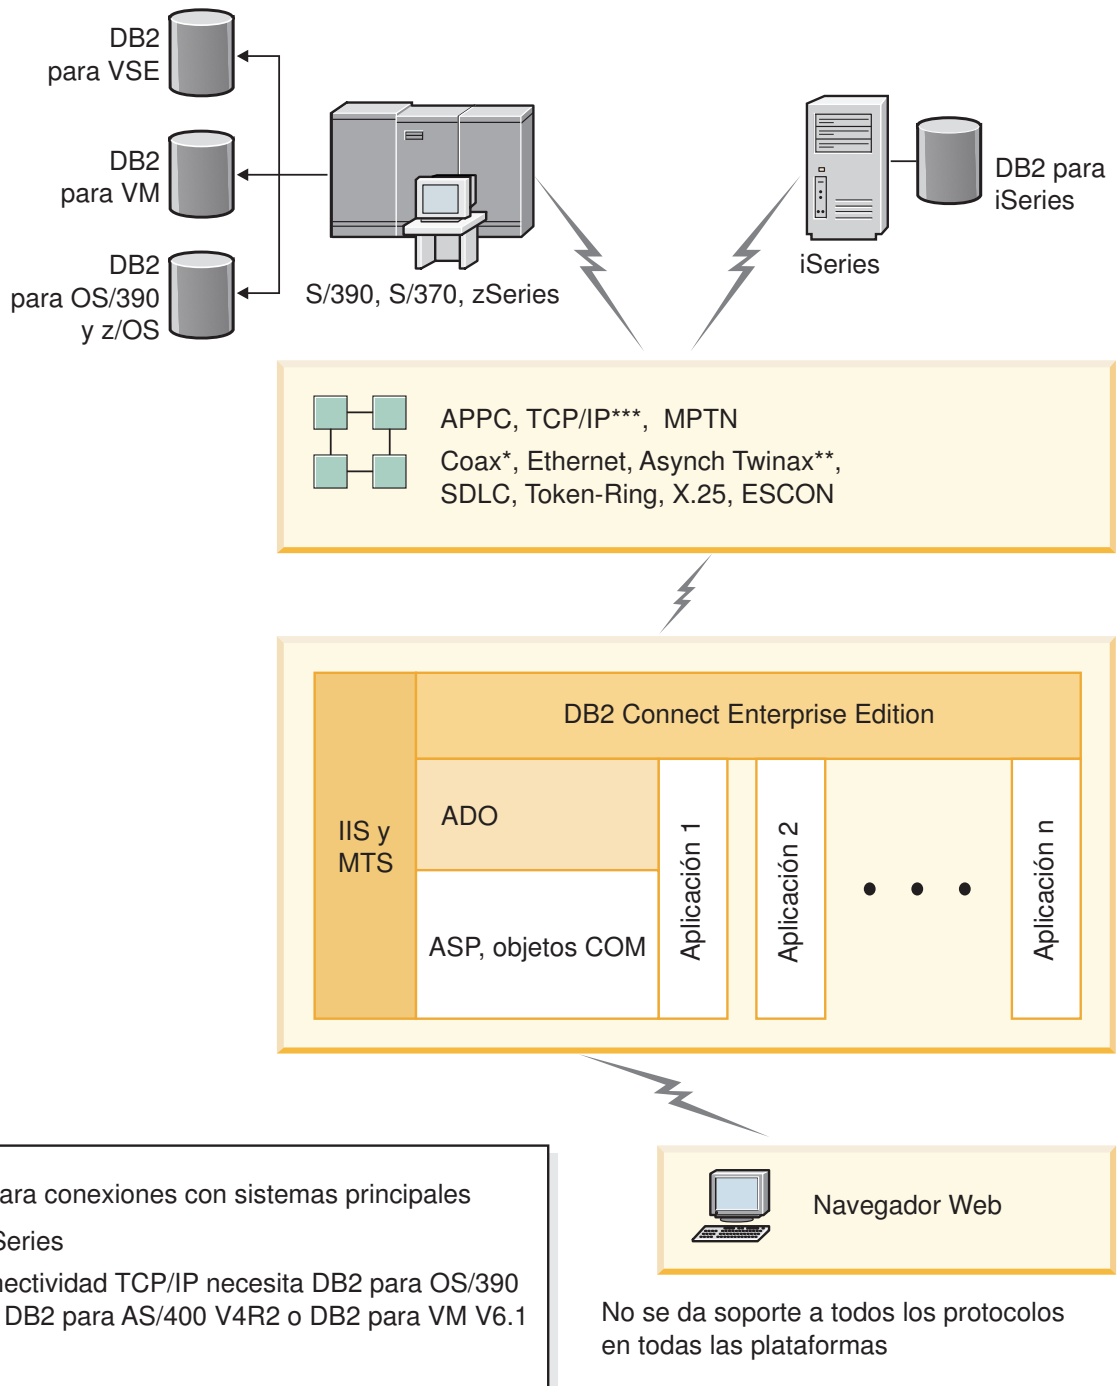 DB2
para VSE
DB2
para VM
DB2
para OS/390
y z/OS
S/390, S/370, zSeries
DB2 para
iSeries
iSeries
APPC, TCP/IP***, MPTN
Coax*, Ethernet, Asynch Twinax**,
SDLC, Token-Ring, X.25, ESCON
DB2 Connect Enterprise Edition
IIS y
MTS
ADO
ASP, objetos COM
Aplicación 1
Aplicación 2
• • •
Aplicación n
conexiones con sistemas principales
TCP/IP necesita DB2 para OS/390
DB2 para AS/400 V4R2 o DB2 para VM V6.1
Navegador Web
No se da soporte a todos los protocolos
en todas las plataformas